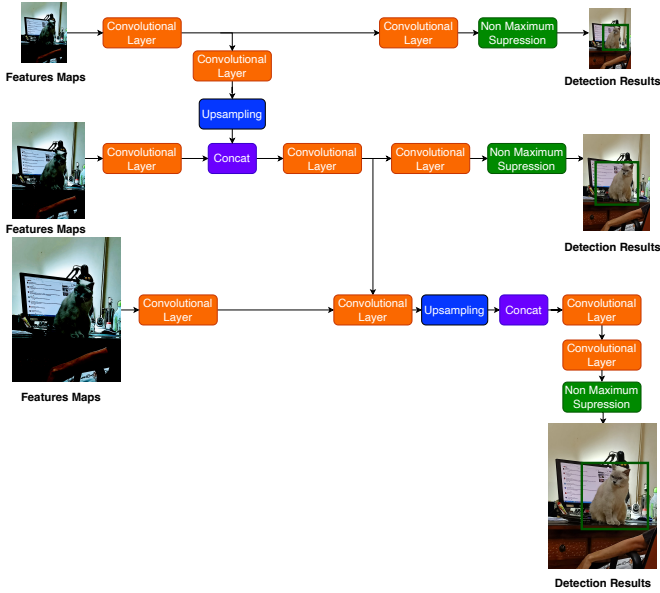 Convolutional
Layer
Convolutional
Layer
Non Maximum
Supression
Features Maps
Detection Results
Convolutional
Layer
Upsampling
Convolutional
Layer
Concat
Convolutional
Layer
Convolutional
Layer
Non Maximum
Supression
Features Maps
Detection Results
Convolutional
Layer
Convolutional
Layer
Upsampling
Concat
Convolutional
Layer
Convolutional
Layer
Non Maximum
Supression
Features Maps
Detection Results